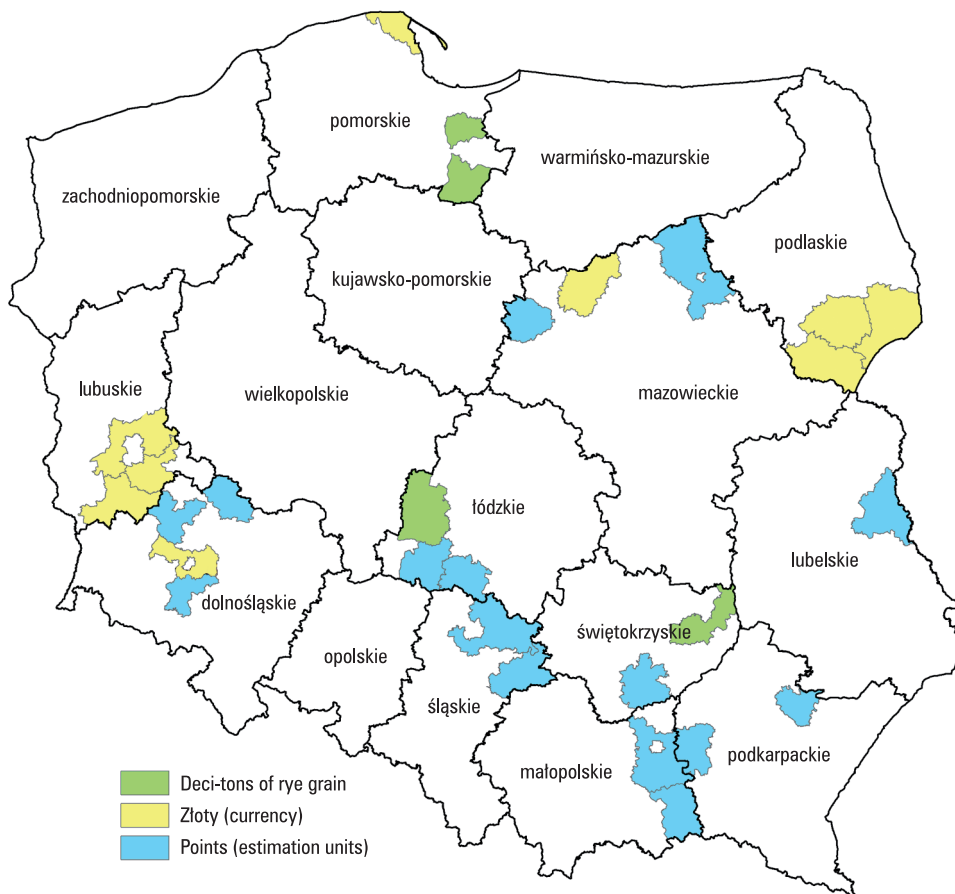 pomorskie
warmińsko-mazurskie
zachodniopomorskie
podlaskie
kujawsko-pomorskie
lubuskie
wielkopolskie
mazowieckie
łódzkie
lubelskie
dolnośląskie
świętokrzyskie
opolskie
śląskie
małopolskie
podkarpackie
Deci-tons of rye grain
Złoty (currency)
Points (estimation units)